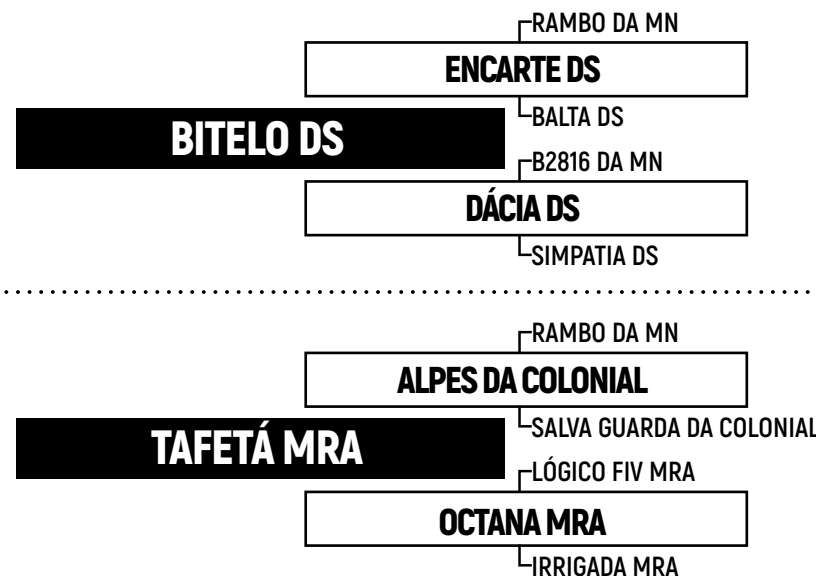 RAMBO DA MN
ENCARTE DS
BALTA DS
BITELO DS
B2816 DA MN
DÁCIA DS
SIMPATIA DS
RAMBO DA MN
ALPES DA COLONIAL
SALVA GUARDA DA COLONIAL
TAFETÁ MRA
LÓGICO FIV MRA
OCTANA MRA
IRRIGADA MRA